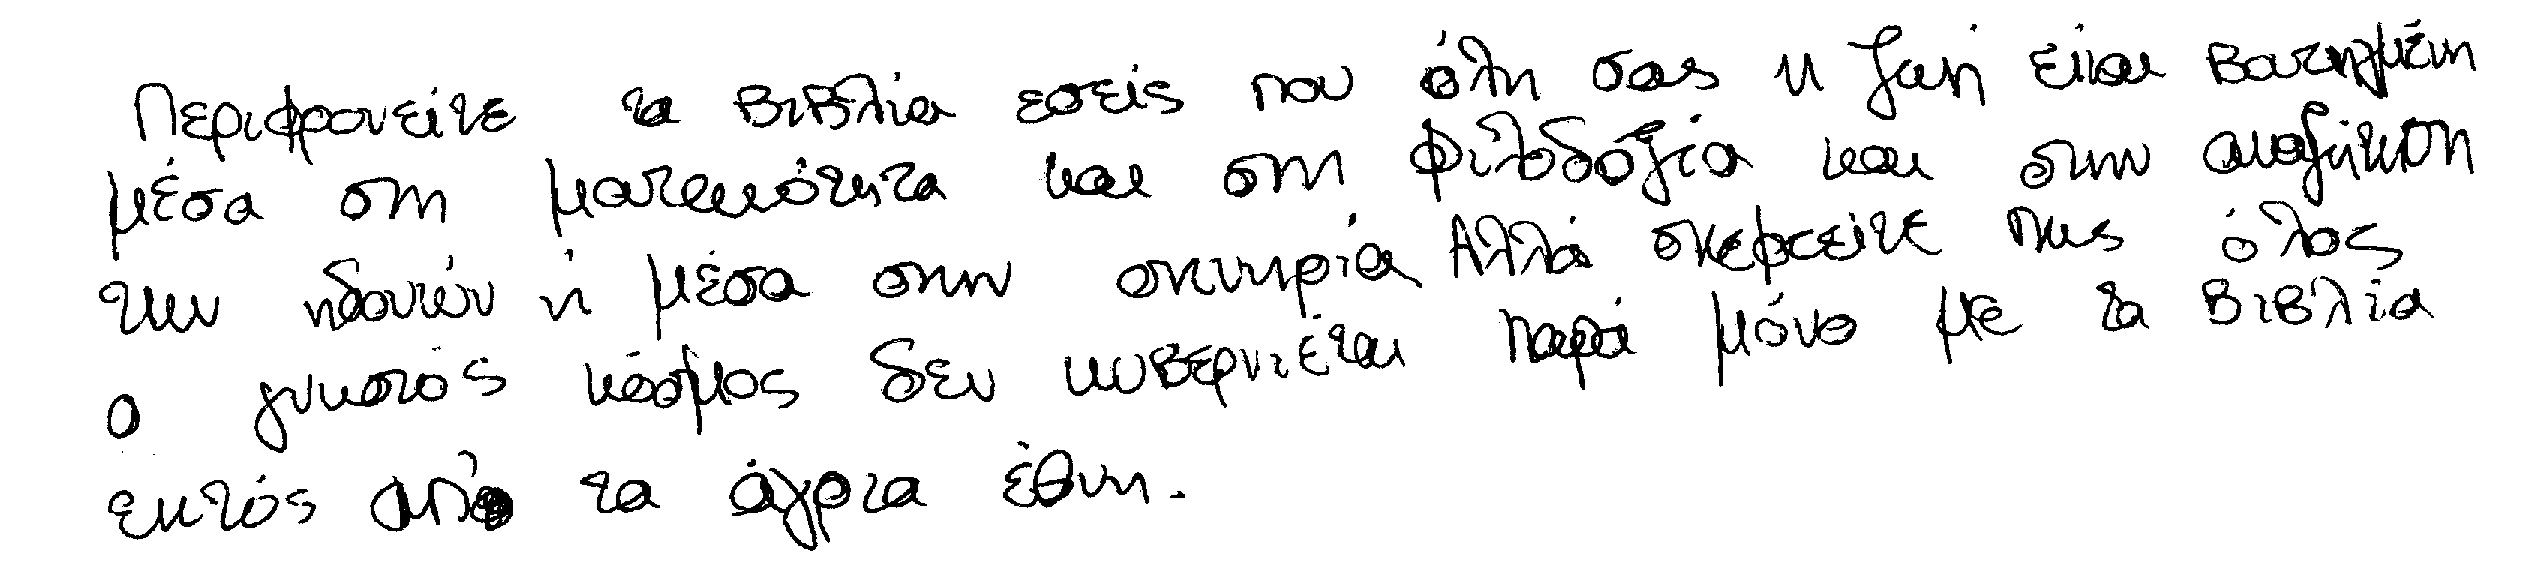 Περιφρονείτε τα βιβλία εσείς που όλη σας η ζωή είναι βουτηγμένη
μέσα στη ματαιότητα και στη φιλοδοξία και στην αναζήτηση
των ηδονών ή μέσα στην οκνηρία Αλλά σκεφτείτε πως όλος
ο γνωστός κόσμος δεν κυβερνιέται παρά μόνο με τα βιβλία
εκτός από τα άγρια έθνη.